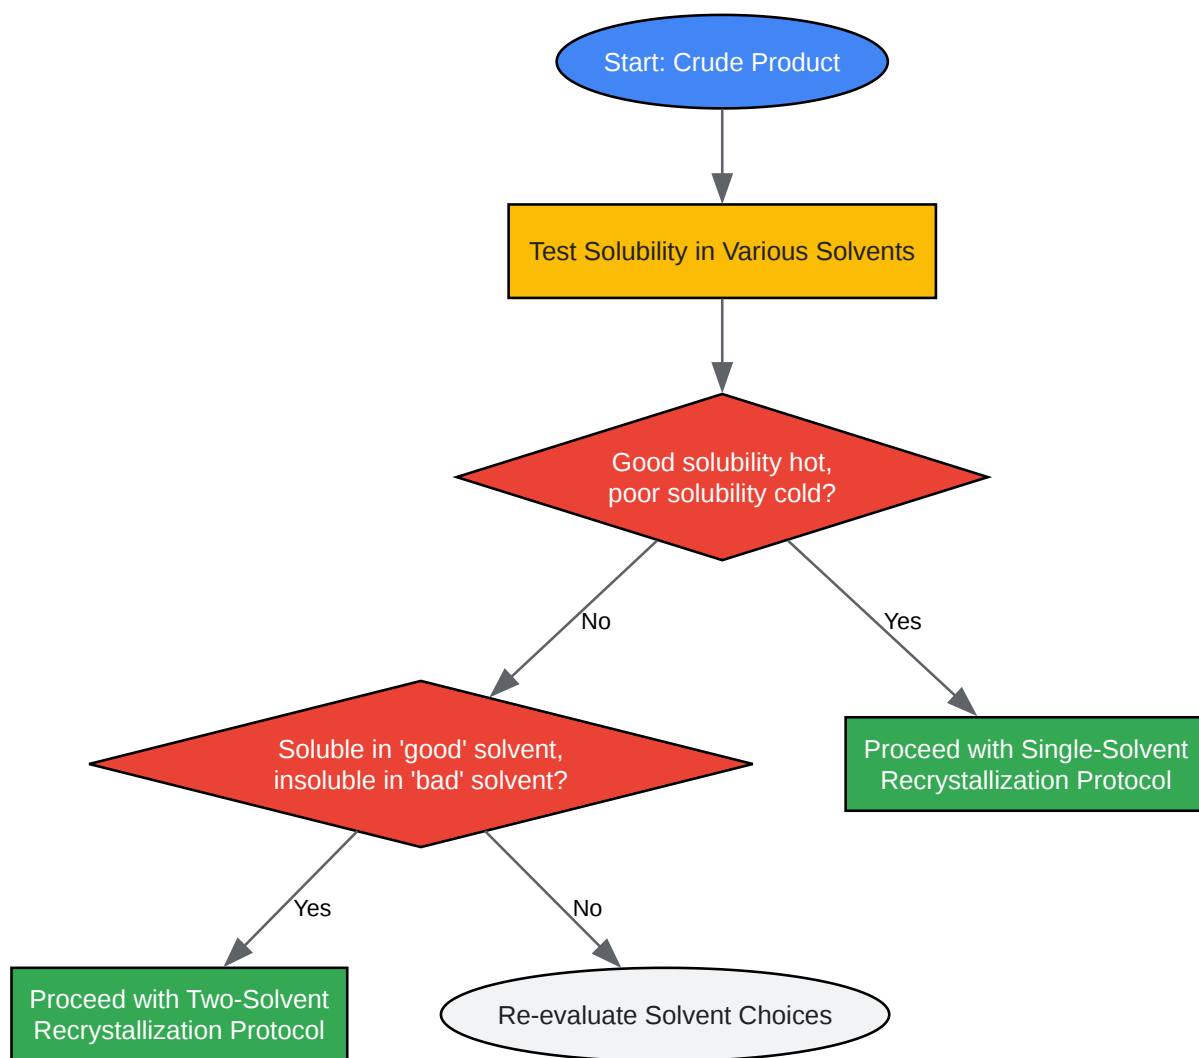 Start: Crude Product
Test Solubility in Various Solvents
Good solubility hot,
poor solubility cold?
No
Yes
Soluble in 'good' solvent,
insoluble in 'bad' solvent?
Proceed with Single-Solvent
Recrystallization Protocol
Yes
No
Proceed with Two-Solvent
Recrystallization Protocol
Re-evaluate Solvent Choices